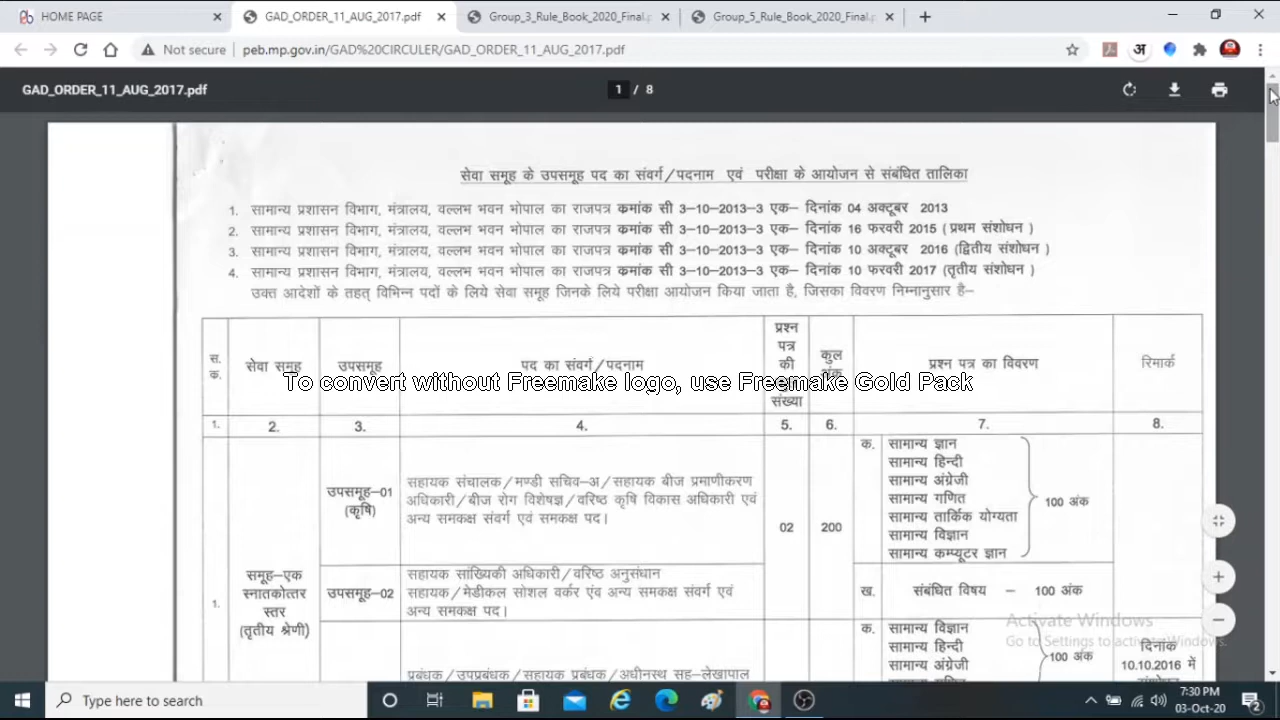 HOME PAGE
GAD_ORDER_11_AUG_2017.pdf
Group_3_Rule_Book_2020_Final.p
Group_5_Rule_Book_2020_Final.
Not secure
peb.mp.gov.in/GAD%20CIRCULER/GAD_ORDER_11_AUG_2017.pdf
GAD_ORDER_11_AUG_2017.pdf
1 / 8
सेवा समूह के उपसमूह पद का संवर्ग/पदनाम एवं परीक्षा के आयोजन से संबंधित तालिका
1. सामान्य प्रशासन विभाग, मंत्रालय, वल्लभ भवन भोपाल का राजपत्र क्रमांक सी 3–10–2013–3 एक– दिनांक 04 अक्टूबर 2013
2. सामान्य प्रशासन विभाग, मंत्रालय, वल्लभ भवन भोपाल का राजपत्र क्रमांक सी 3–10–2013–3 एक– दिनांक 16 फरवरी 2015 (प्रथम संशोधन )
3. सामान्य प्रशासन विभाग, मंत्रालय, वल्लभ भवन भोपाल का राजपत्र क्रमांक सी 3–10–2013–3 एक– दिनांक 10 अक्टूबर 2016 (द्वितीय संशोधन )
4. सामान्य प्रशासन विभाग, मंत्रालय, वल्लभ भवन भोपाल का राजपत्र क्रमांक सी 3–10–2013–3 एक– दिनांक 10 फरवरी 2017 (तृतीय संशोधन )
उक्त आदेशों के तहत् विभिन्न पदों के लिये सेवा समूह जिनके लिये परीक्षा आयोजन किया जाता है, जिसका विवरण निम्नानुसार है–
स. क.
सेवा समूह
उपसमूह
पद का संवर्ग/पदनाम
प्रश्न
पत्र
की
संख्या
कुल
प्रश्न पत्र का विवरण
रिमार्क
To convert without Freemake logo, use Freemake Gold Pack
1. 2. 3. 4. 5. 6. 7. 8.
1.
समूह–एक
स्नातकोत्तर
स्तर
(तृतीय श्रेणी)
उपसमूह–01
(कृषि)
सहायक संचालक/मण्डी सचिव–अ/सहायक बीज प्रमाणीकरण
अधिकारी/बीज रोग विशेषज्ञ/वरिष्ठ कृषि विकास अधिकारी एवं
अन्य समकक्ष संवर्ग एवं समकक्ष पद।
02
200
क. सामान्य ज्ञान
सामान्य हिन्दी
सामान्य अंग्रेजी
सामान्य गणित
सामान्य तार्किक योग्यता
सामान्य विज्ञान
सामान्य कम्प्यूटर ज्ञान
100 अंक
उपसमूह–02
सहायक सांख्यिकी अधिकारी/वरिष्ठ अनुसंधान
सहायक/मेडीकल सोशल वर्कर एंव अन्य समकक्ष संवर्ग एवं
अन्य समकक्ष पद।
ख. संबंधित विषय – 100 अंक
प्रबंधक/उपप्रबंधक/सहायक प्रबंधक/अधीनस्थ सह–लेखापाल
क. सामान्य विज्ञान
सामान्य हिन्दी
सामान्य अंग्रेजी
100 अंक
दिनांक
10.10.2016 में
Activate Windows
Go to Settings to activate Windows.
Type here to search
7:30 PM
03-Oct-20
2